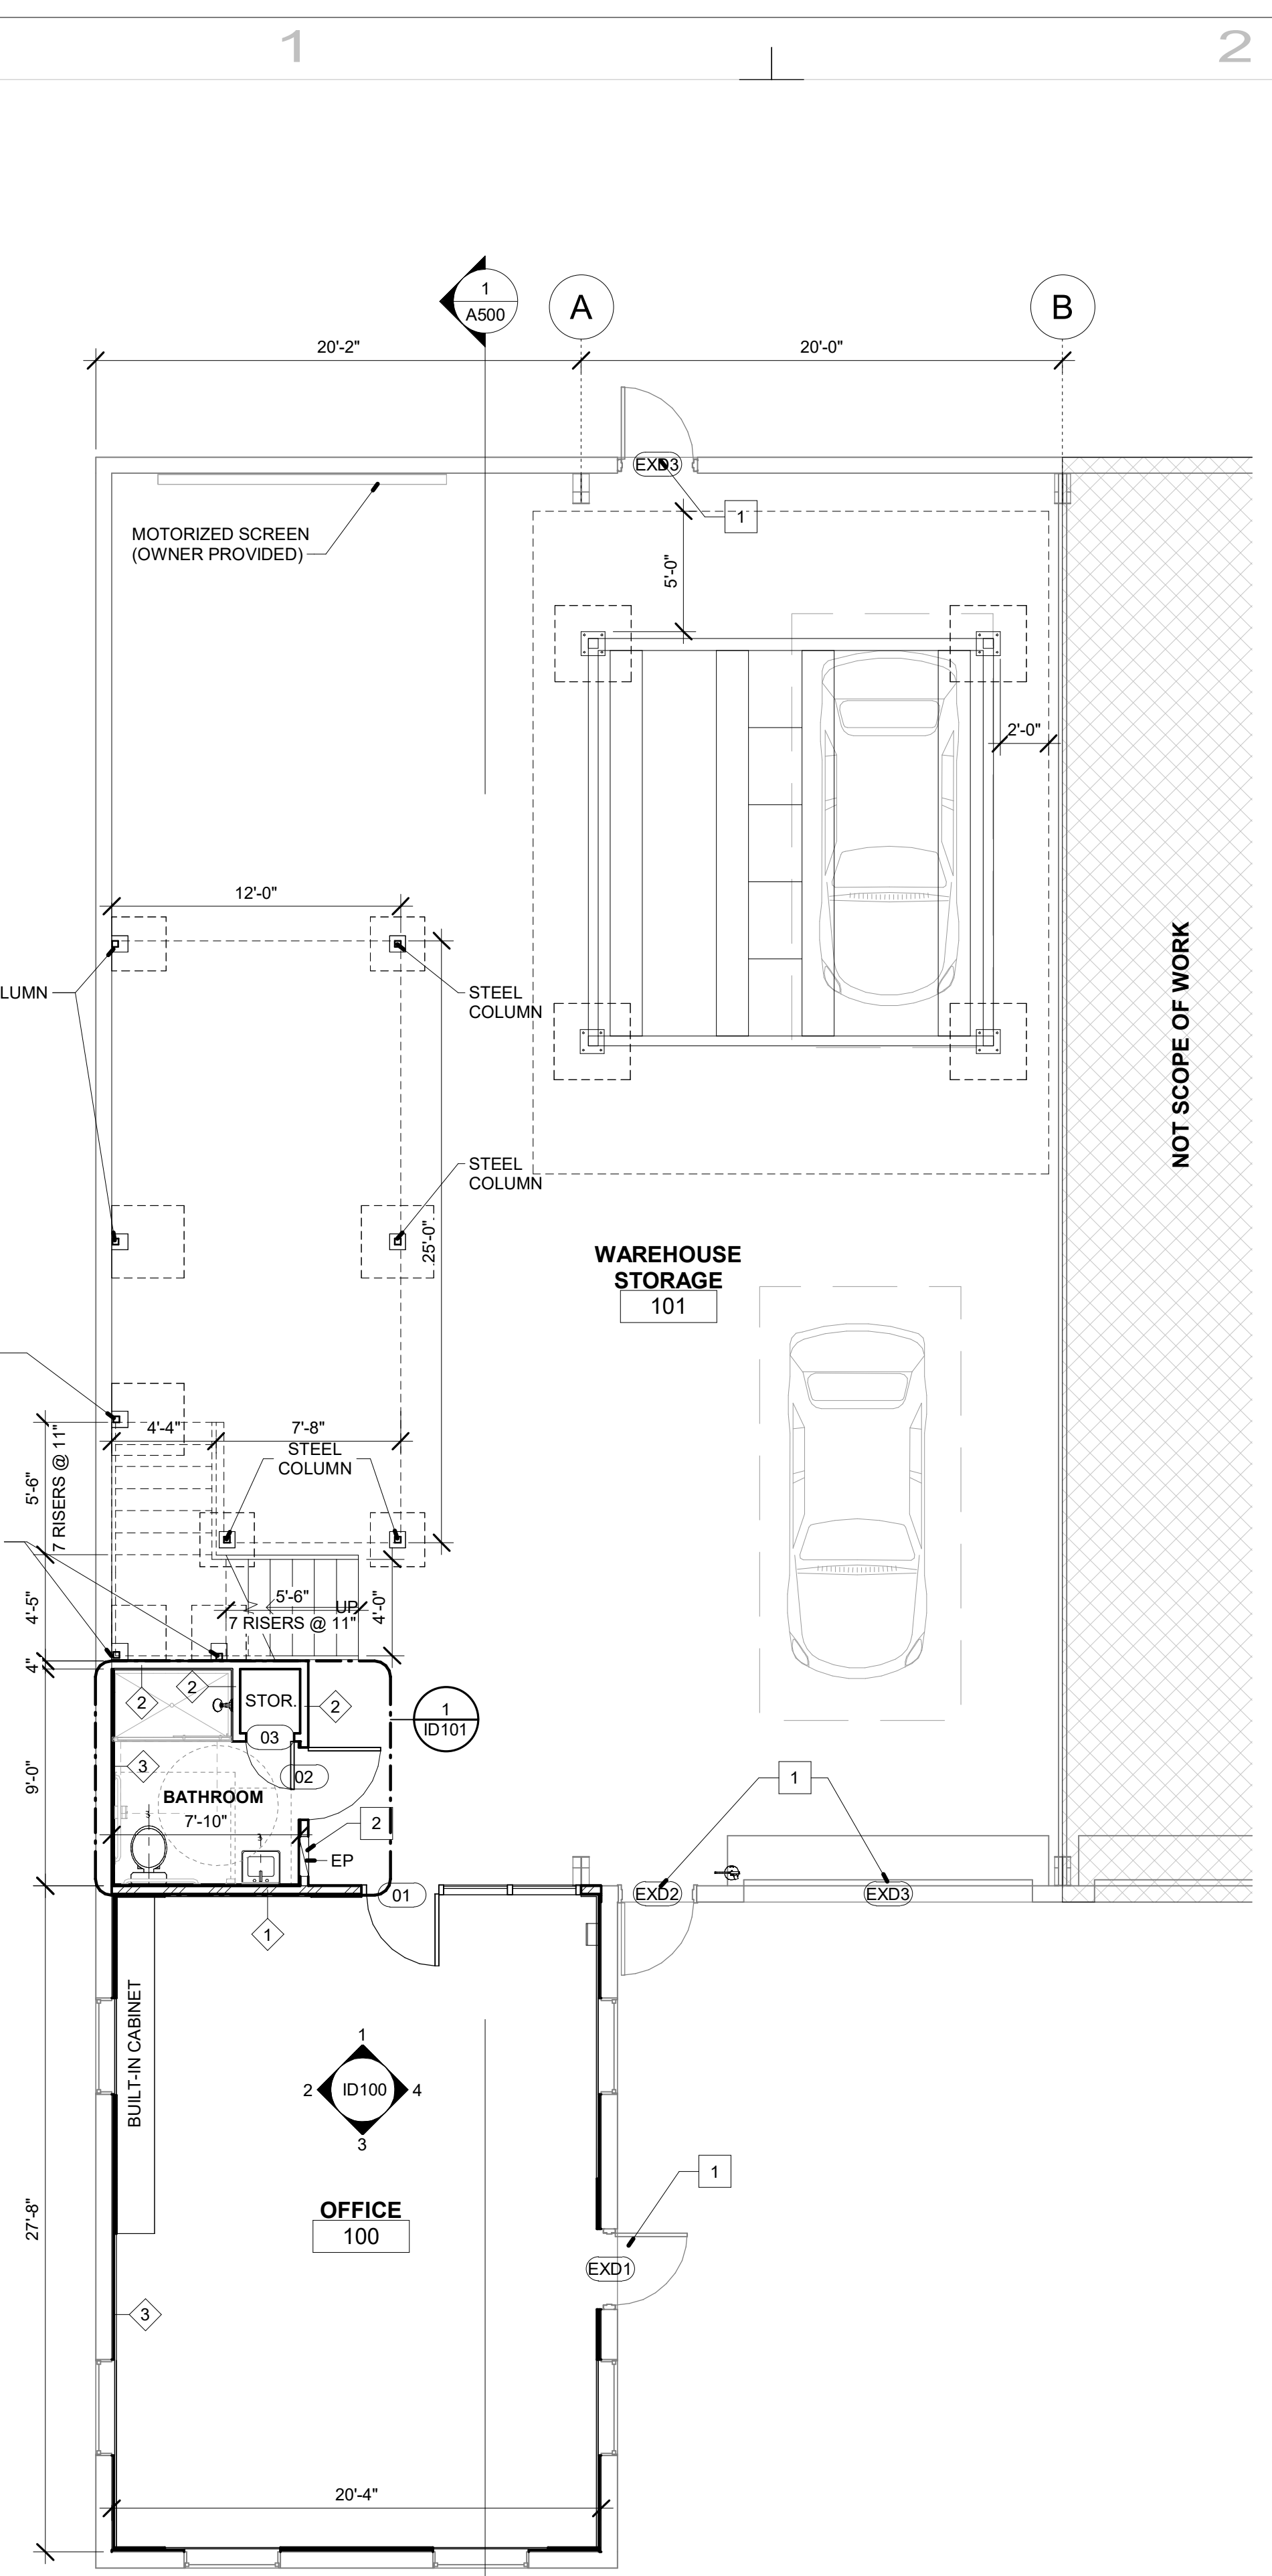 1
2
1
A500
A
B
20'-2"
20'-0"
EXD3
1
MOTORIZED SCREEN
(OWNER PROVIDED)
5'-0"
2'-0"
12'-0"
LUMN
STEEL
COLUMN
NOT SCOPE OF WORK
STEEL
COLUMN
25'-0"
WAREHOUSE
STORAGE
101
4'-4"
7'-8"
STEEL
COLUMN
5'-6"
7 RISERS @ 11"
5'-6"
UP
7 RISERS @ 11"
4'-0"
4'-5"
4"
2
2
STOR.
2
1
ID101
03
3
02
9'-0"
BATHROOM
7'-10"
2
EP
1
01
EXD2
EXD3
1
BUILT-IN CABINET
1
2
ID100
4
3
1
OFFICE
100
27'-8"
EXD1
3
20'-4"